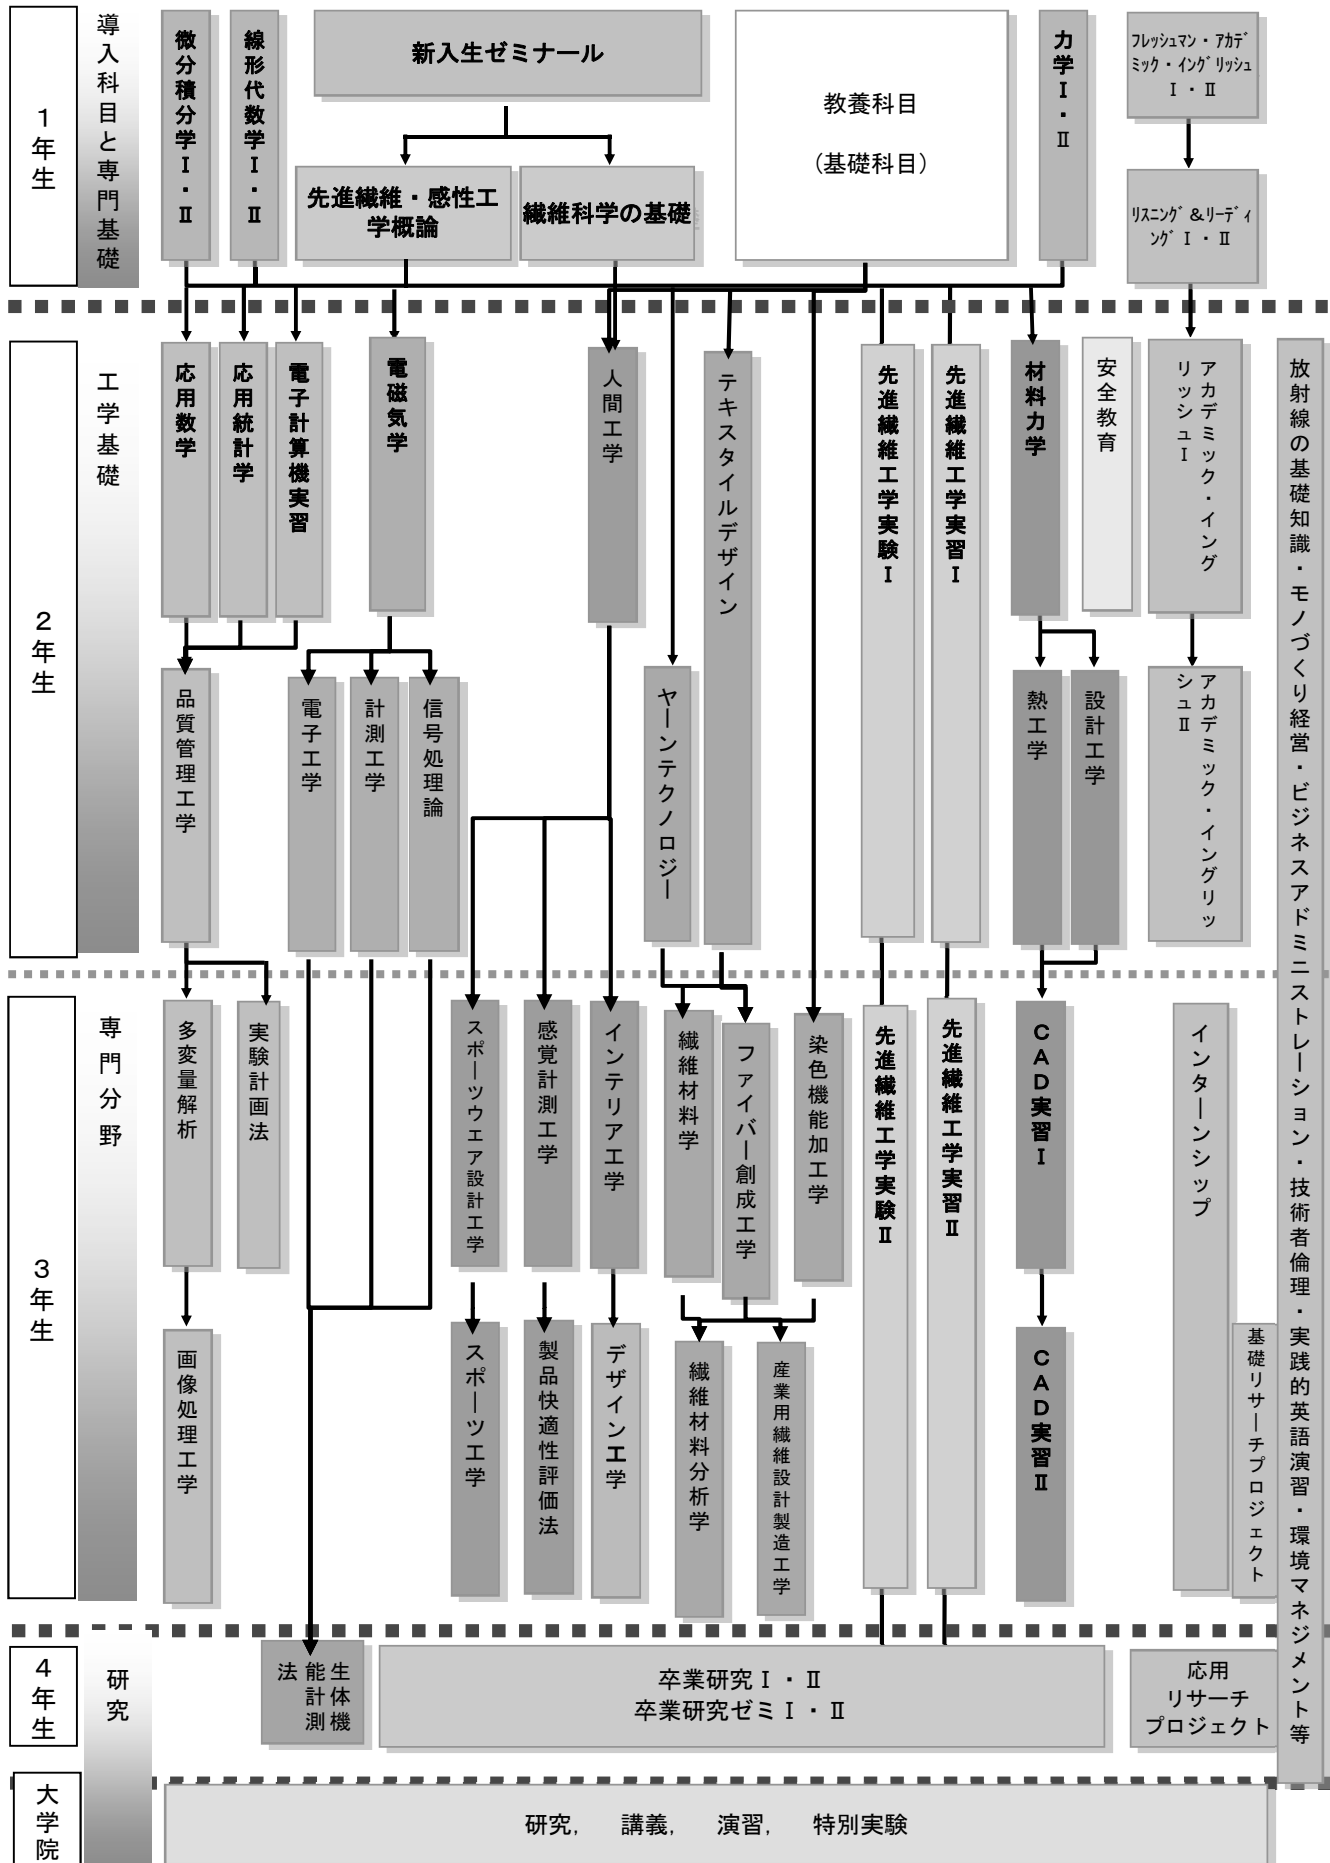 1年生
導入科目と専門基礎
微分積分学Ⅰ・Ⅱ
線形代数学Ⅰ・Ⅱ
新入生ゼミナール
先進繊維・感性工
学概論
繊維科学の基礎
教養科目
(基礎科目)
力学Ⅰ・Ⅱ
フレッシュマン・アカデ
ミック・イングリッシュ
Ⅰ・Ⅱ
リスニング&リーディ
ングⅠ・Ⅱ
2年生
工学基礎
応用数学
応用統計学
電子計算機実習
電磁気学
人間工学
テキスタイルデザイン
先進繊維工学実験Ⅰ
先進繊維工学実習Ⅰ
材料力学
安全教育
アカデミック・イング
リッシュⅠ
品質管理工学
電子工学
計測工学
信号処理論
ヤーンテクノロジー
熱工学
設計工学
アカデミック・イングリッ
シュⅡ
放射線の基礎知識・モノづくり経営・ビジネスアドミニストレーション・技術者倫理・実践的英語演習・環境マネジメント等
3年生
専門分野
多変量解析
実験計画法
スポーツウエア設計工学
感覚計測工学
インテリア工学
繊維材料学
ファイバー創成工学
染色機能加工学
先進繊維工学実験Ⅱ
先進繊維工学実習Ⅱ
CAD実習Ⅰ
インターンシップ
画像処理工学
スポーツ工学
製品快適性評価法
デザイン工学
繊維材料分析学
産業用繊維設計製造工学
CAD実習Ⅱ
基礎リサーチプロジェクト
4年生
研究
生体機
能計測
法
卒業研究Ⅰ・Ⅱ
卒業研究ゼミⅠ・Ⅱ
応用
リサーチ
プロジェクト
大学院
研究, 講義, 演習, 特別実験